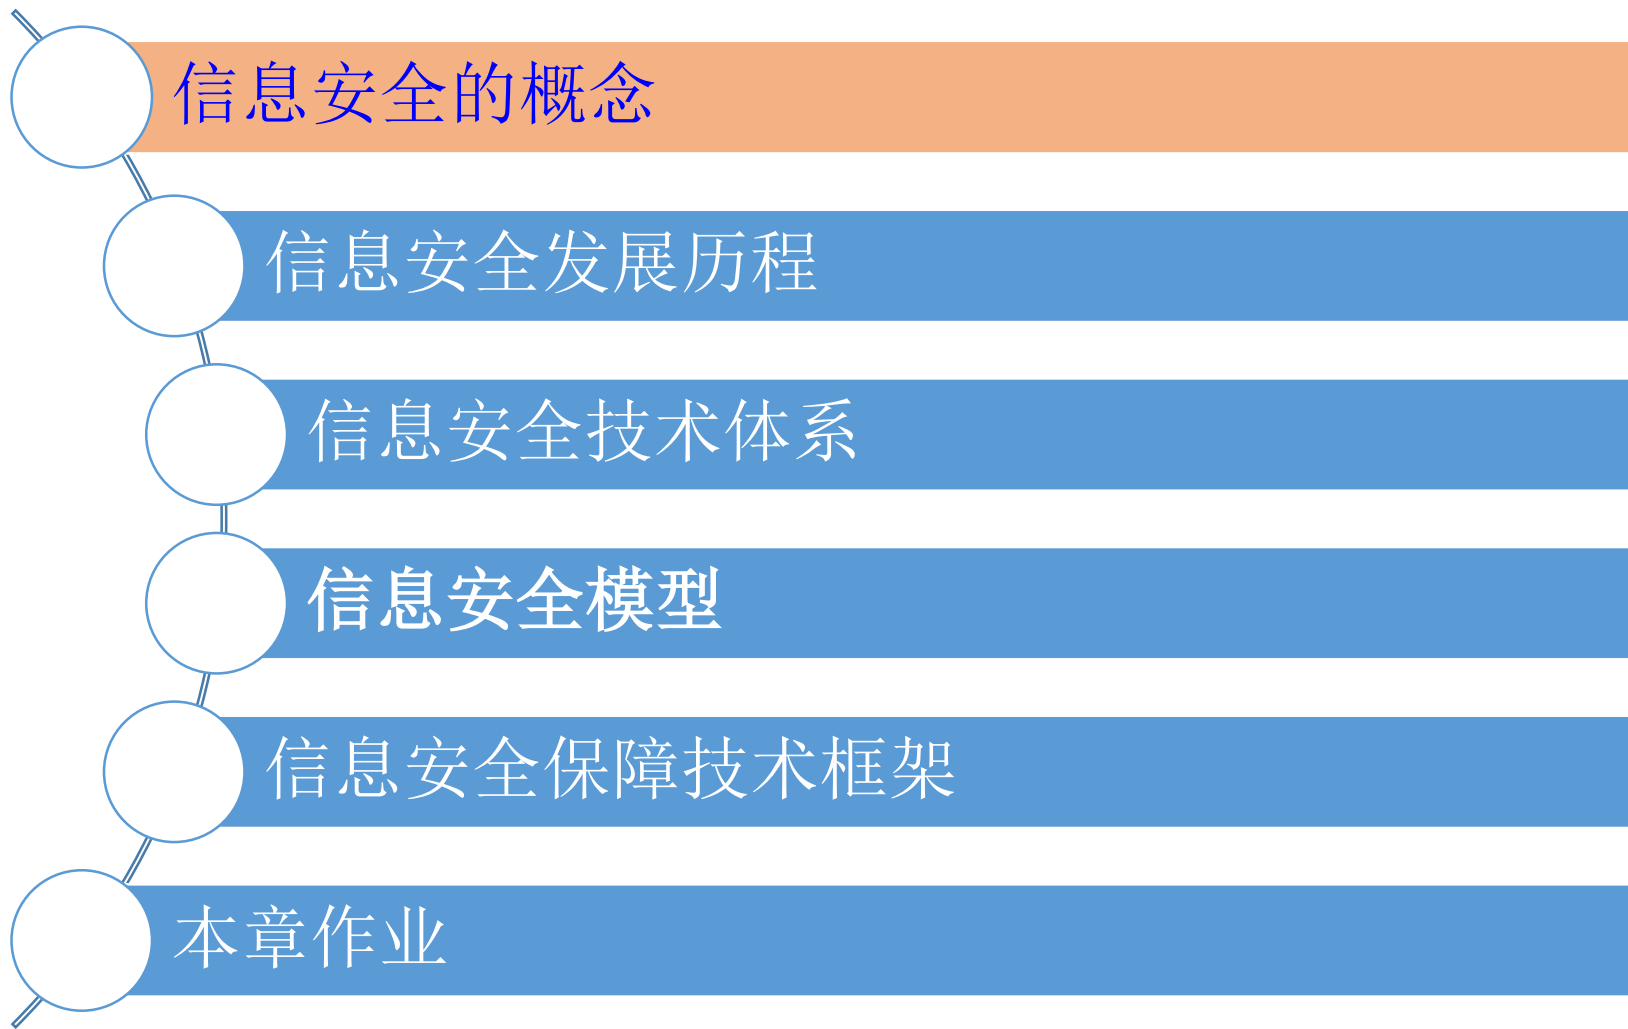 信息安全的概念
信息安全发展历程
信息安全技术体系
信息安全模型
信息安全保障技术框架
本章作业